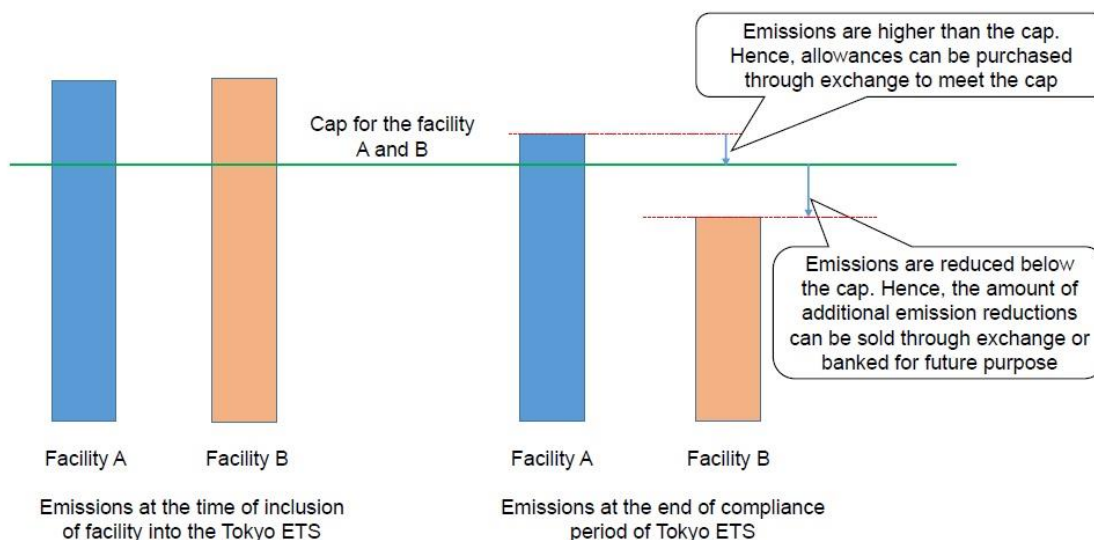 Emissions are higher than the cap.
Hence, allowances can be purchased
through exchange to meet the cap
Cap for the facility
A and B
Emissions are reduced below
the cap. Hence, the amount of
additional emission reductions
can be sold through exchange or
banked for future purpose
Facility A
Facility B
Facility A
Facility B
Emissions at the time of inclusion
of facility into the Tokyo ETS
Emissions at the end of compliance
period of Tokyo ETS